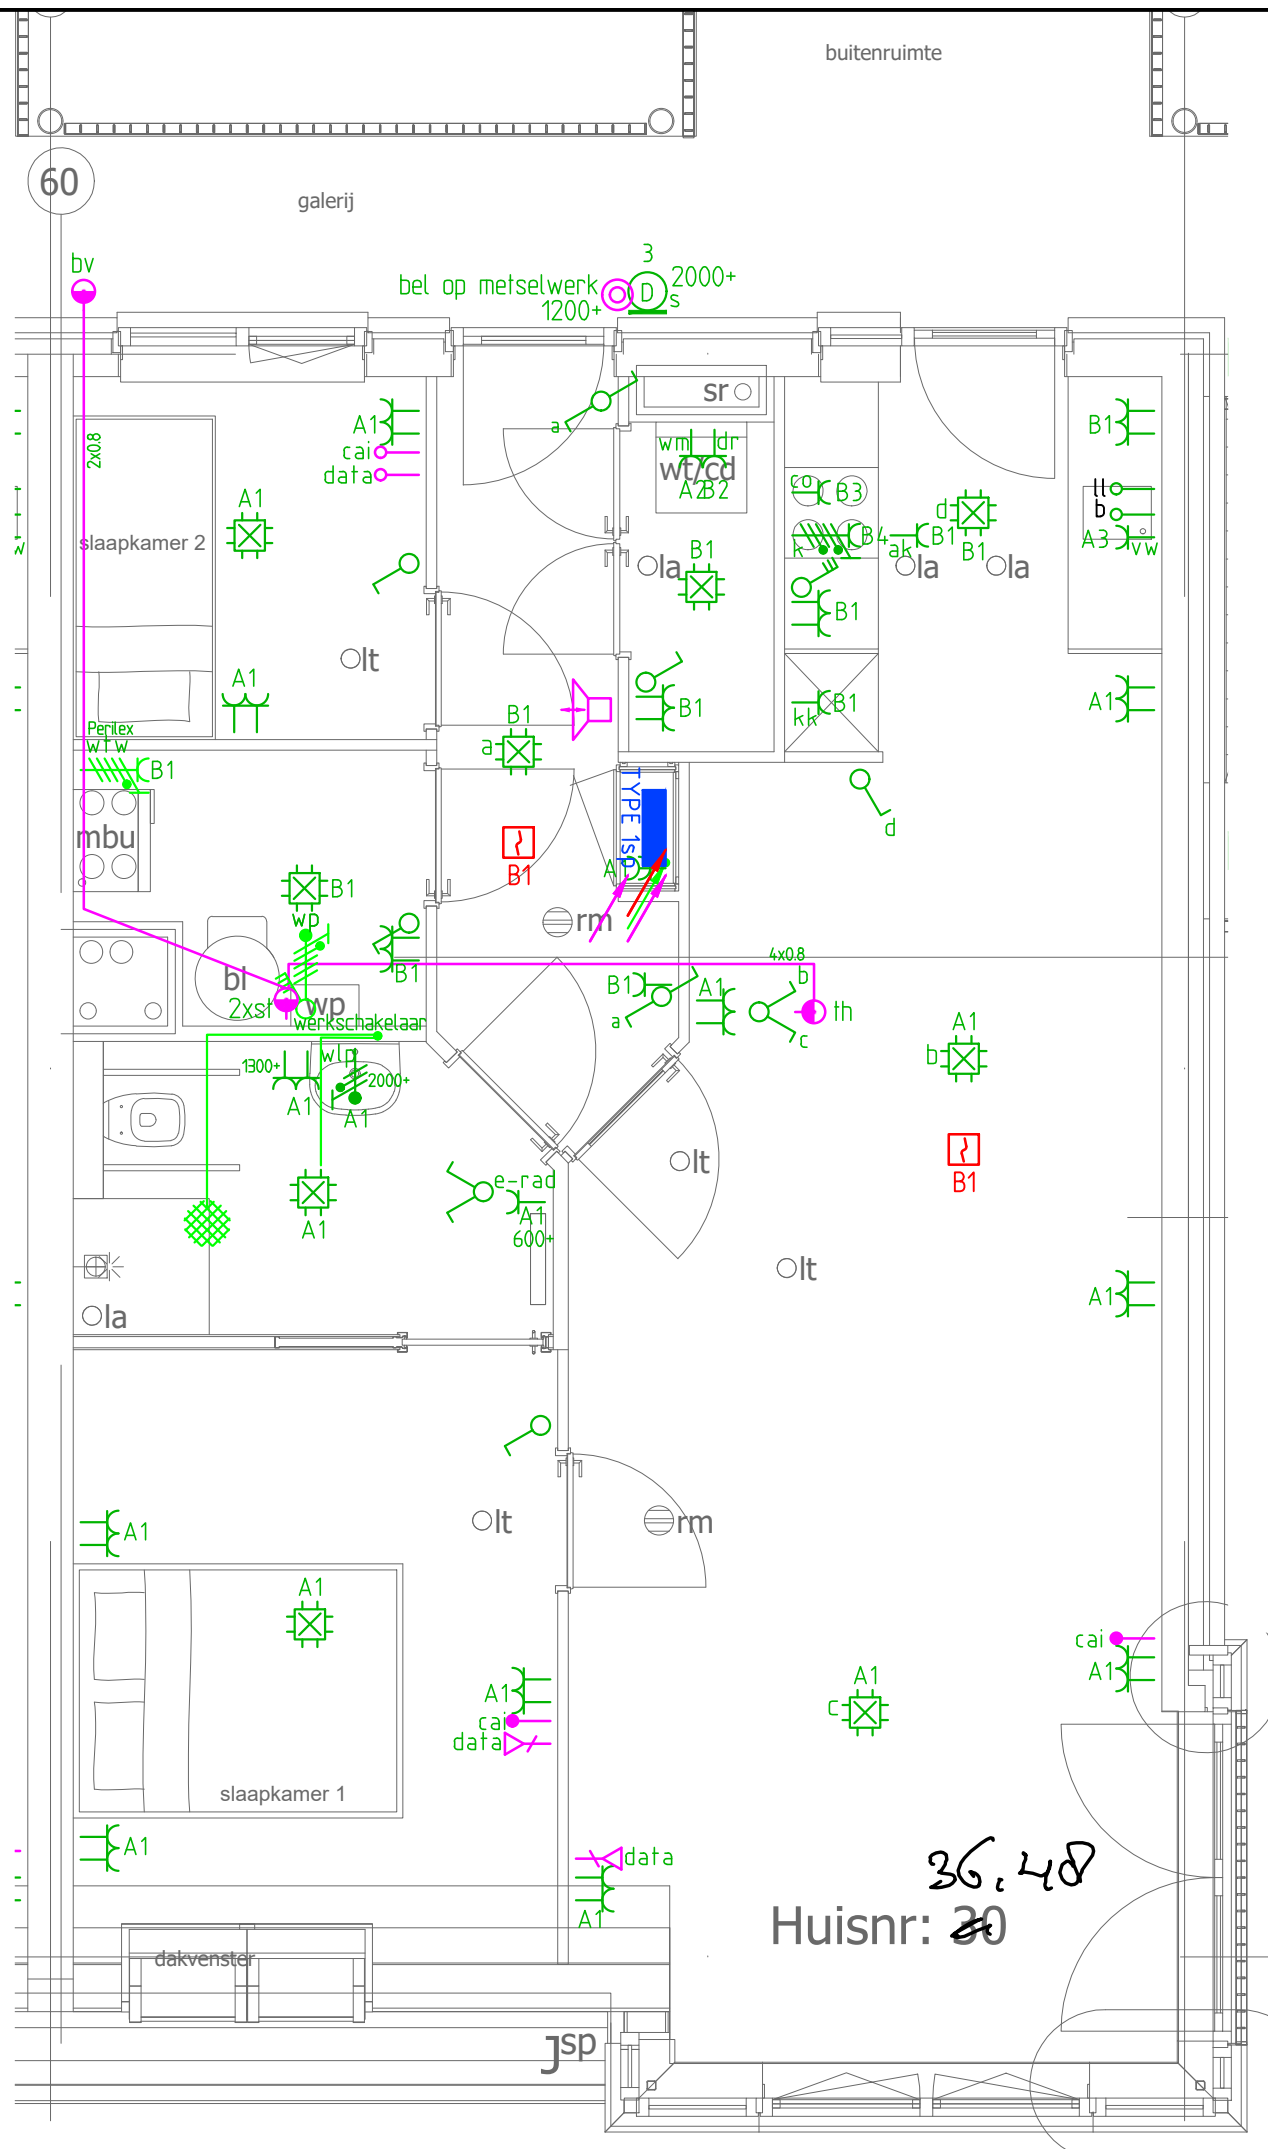 buitenruimte
60
galerij
bv
3
bel op metselwerk
1200+
D
s
2000+
2x0.8
A1
cai
data
a
sr
wm
dr
wt/cd
A2
B2
co
B3
B1
ll
b
A3
vw
A1
slaapkamer 2
B1
la
k
B4
ak
B1
la
d
B1
la
B1
lt
A1
B1
kk
B1
A1
Perilex
wtw
B1
B1
a
TYPE 1sp
d
mbu
B1
B1
A
rm
wp
B1
4x0.8
bl
2xst
wp
werkschakelaar
B1
a
A1
b
c
th
A1
b
1300+
A1
wlp
2000+
A1
lt
B1
A1
e-rad
A1
600+
lt
A1
la
lt
rm
A1
A1
cai
A1
A1
cai
data
A1
c
slaapkamer 1
A1
data
A1
36.48
Huisnr: 30
dakvenster
sp